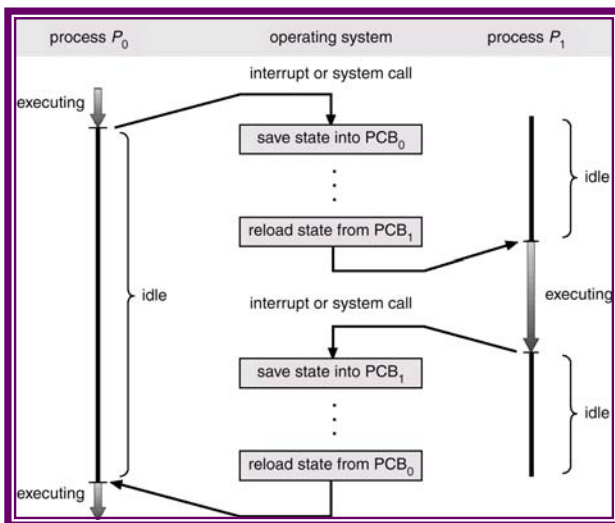 process P0 operating system process P1
interrupt or system call
executing
save state into PCB0
idle
reload state from PCB1
idle
executing
interrupt or system call
save state into PCB1
idle
reload state from PCB0
executing